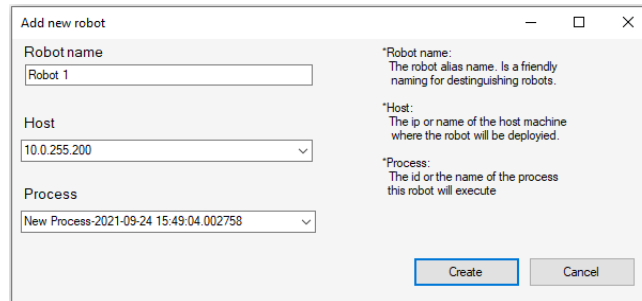 Add new robot
Robot name
Robot 1
Host
10.0.255.200
Process
New Process-2021-09-24 15:49:04.002758
*Robot name:
The robot alias name. Is a friendly
naming for destinguishing robots.
*Host:
The ip or name of the host machine
where the robot will be deployied.
*Process:
The id or the name of the process
this robot will execute
Create
Cancel